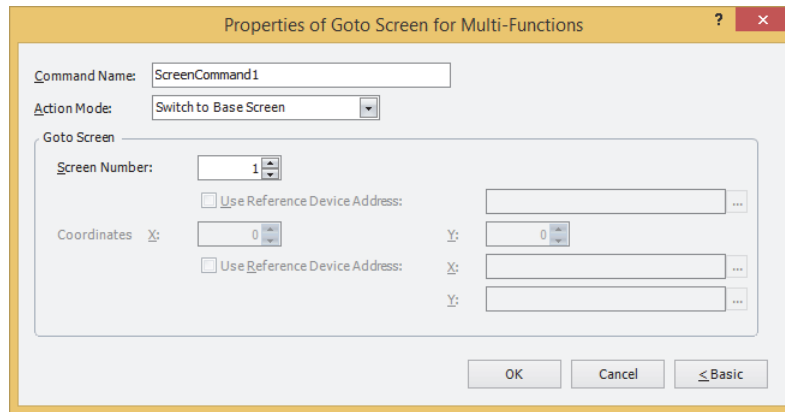 Properties of Goto Screen for Multi-Functions ? ×
Command Name: ScreenCommand1
Action Mode: Switch to Base Screen
Goto Screen
Screen Number: 1
Use Reference Device Address: ...
Coordinates X: 0 Y: 0
Use Reference Device Address: X: ...
Y: ...
OK Cancel < Basic